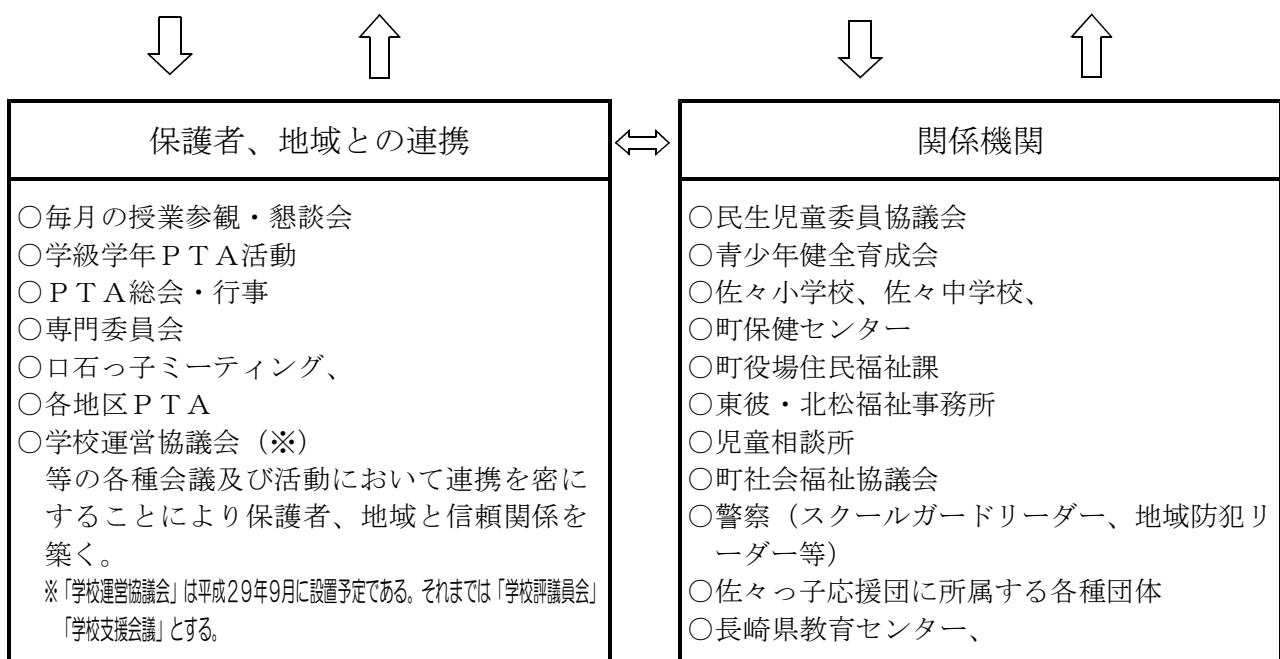 保護者、地域との連携
○毎月の授業参観・懇談会
○学級学年ＰＴＡ活動
○ＰＴＡ総会・行事
○専門委員会
○口石っ子ミーティング、
○各地区ＰＴＡ
○学校運営協議会（※）
等の各種会議及び活動において連携を密に
することにより保護者、地域と信頼関係を
築く。
※「学校運営協議会」は平成２９年９月に設置予定である。それまでは「学校評議員会」
「学校支援会議」とする。
関係機関
○民生児童委員協議会
○青少年健全育成会
○佐々小学校、佐々中学校、
○町保健センター
○町役場住民福祉課
○東彼・北松福祉事務所
○児童相談所
○町社会福祉協議会
○警察（スクールガードリーダー、地域防犯リ
ーダー等）
○佐々っ子応援団に所属する各種団体
○長崎県教育センター、